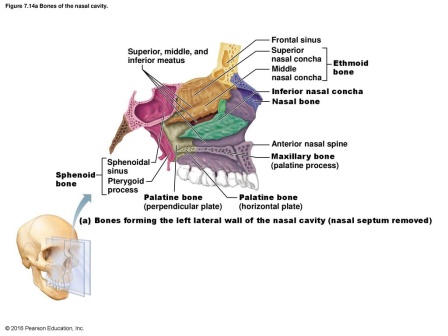 Figure 7.14a Bones of the nasal cavity.
Frontal sinus
Superior
nasal concha
Middle
nasal concha
Ethmoid
bone
Superior, middle, and
inferior meatus
Inferior nasal concha
Nasal bone
Anterior nasal spine
Maxillary bone
(palatine process)
Sphenoid
bone
Sphenoidal
sinus
Pterygoid
process
Palatine bone
(perpendicular plate)
Palatine bone
(horizontal plate)
(a) Bones forming the left lateral wall of the nasal cavity (nasal septum removed)
© 2016 Pearson Education, Inc.